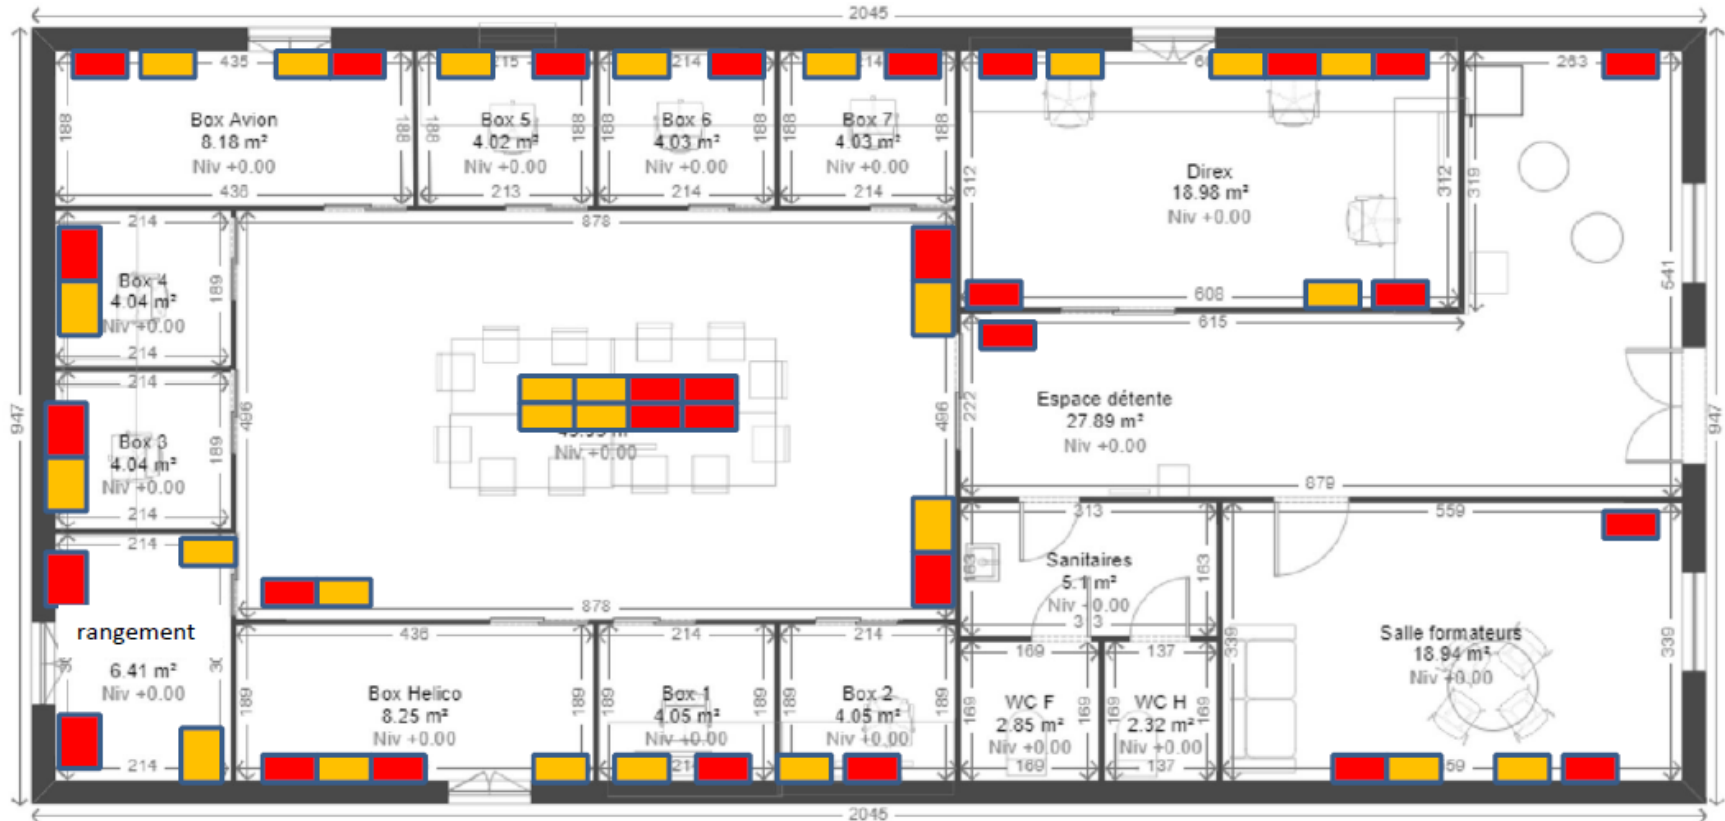 2045
435
215
214
214
263
Box Avion
8.18 m²
Niv +0.00
188
188
436
Box 5
4.02 m²
Niv +0.00
188
213
Box 6
4.03 m²
Niv +0.00
188
214
Box 7
4.03 m²
Niv +0.00
188
188
214
Direx
18.98 m²
Niv +0.00
312
312
319
608
615
541
214
Box 4
4.04 m²
Niv +0.00
189
214
878
496
496
Niv +0.00
878
214
Box 3
4.04 m²
Niv +0.00
189
214
947
947
Espace détente
27.89 m²
Niv +0.00
222
879
214
rangement
6.41 m²
Niv +0.00
214
313
Sanitaires
5.1 m²
Niv +0.00
163
163
559
Salle formateurs
18.94 m²
Niv +0.00
339
339
436
Box Helico
8.25 m²
Niv +0.00
189
189
214
Box 1
4.05 m²
Niv +0.00
189
214
Box 2
4.05 m²
Niv +0.00
189
189
169
WC F
2.85 m²
Niv +0.00
169
169
137
WC H
2.32 m²
Niv +0.00
169
169
137
2045